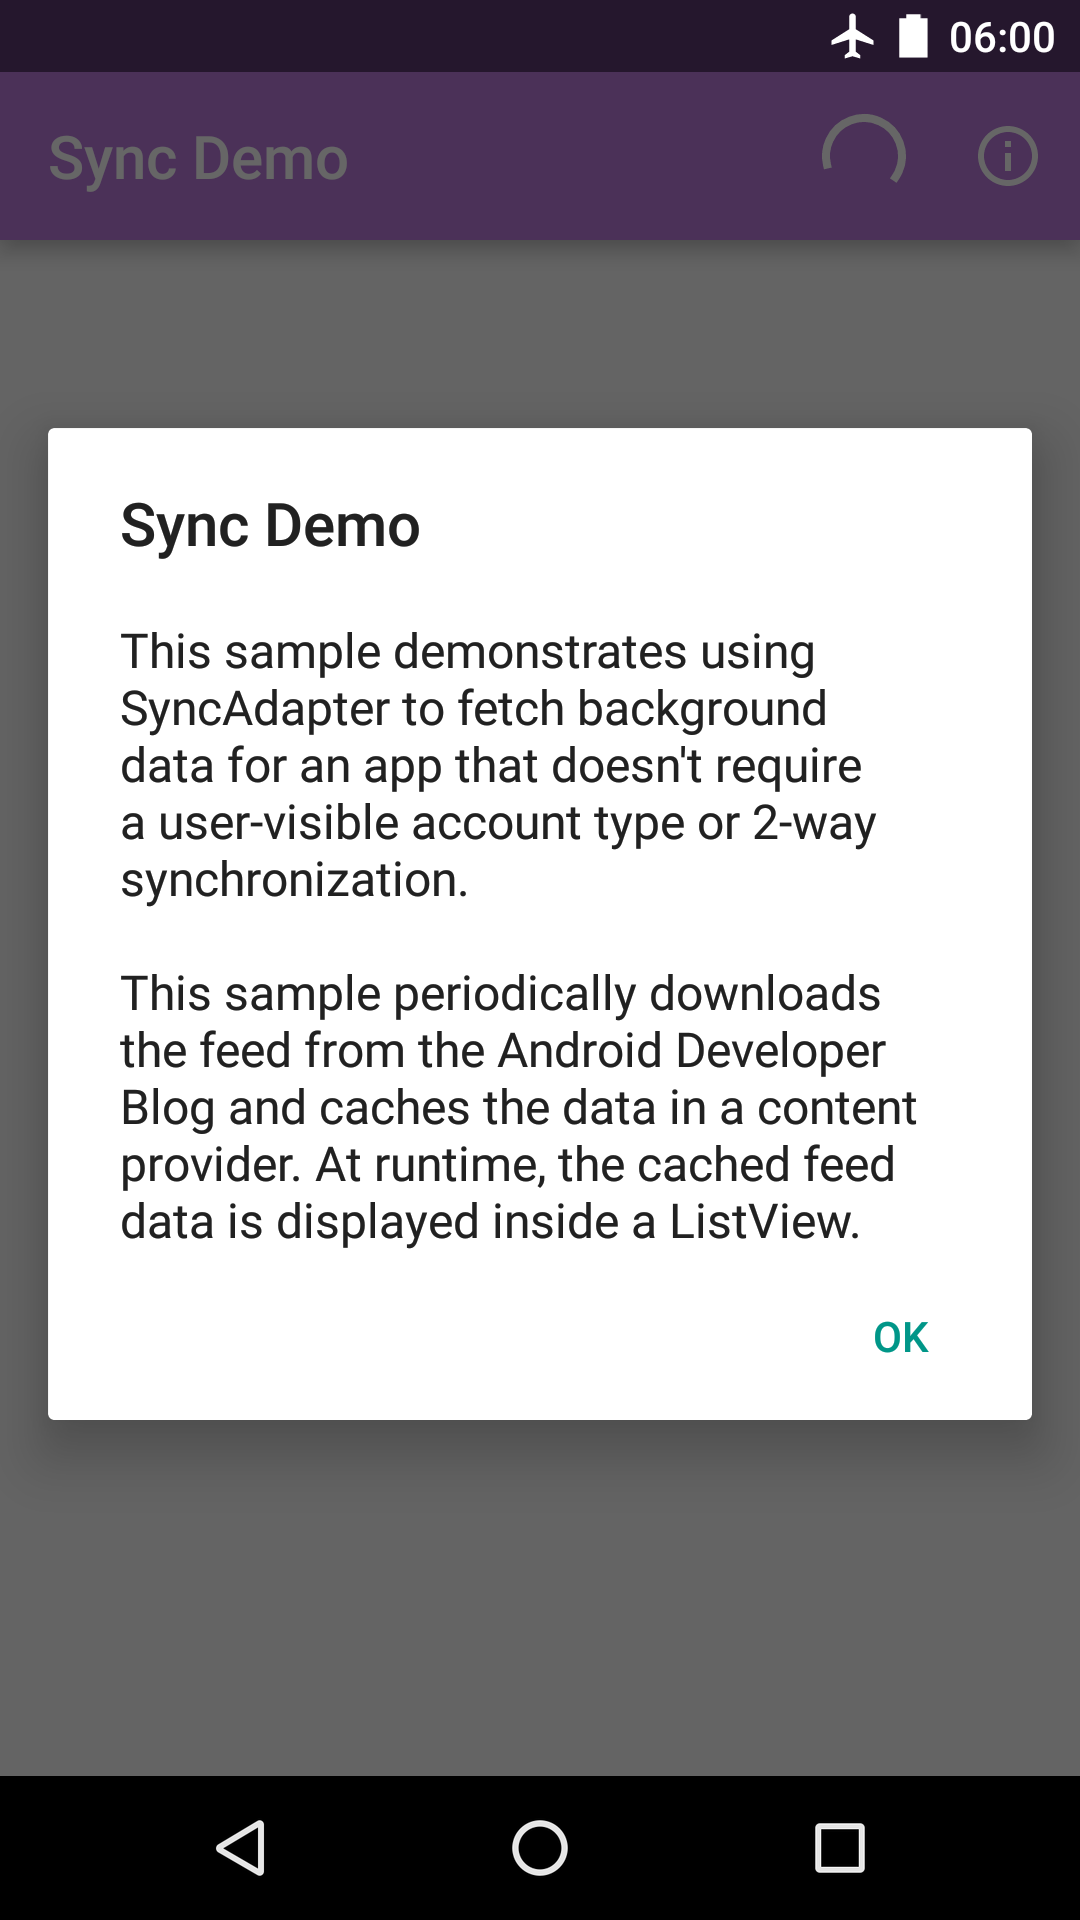 06:00
Sync Demo
Sync Demo
This sample demonstrates using
SyncAdapter to fetch background
data for an app that doesn't require
a user-visible account type or 2-way
synchronization.
This sample periodically downloads
the feed from the Android Developer
Blog and caches the data in a content
provider. At runtime, the cached feed
data is displayed inside a ListView.
OK